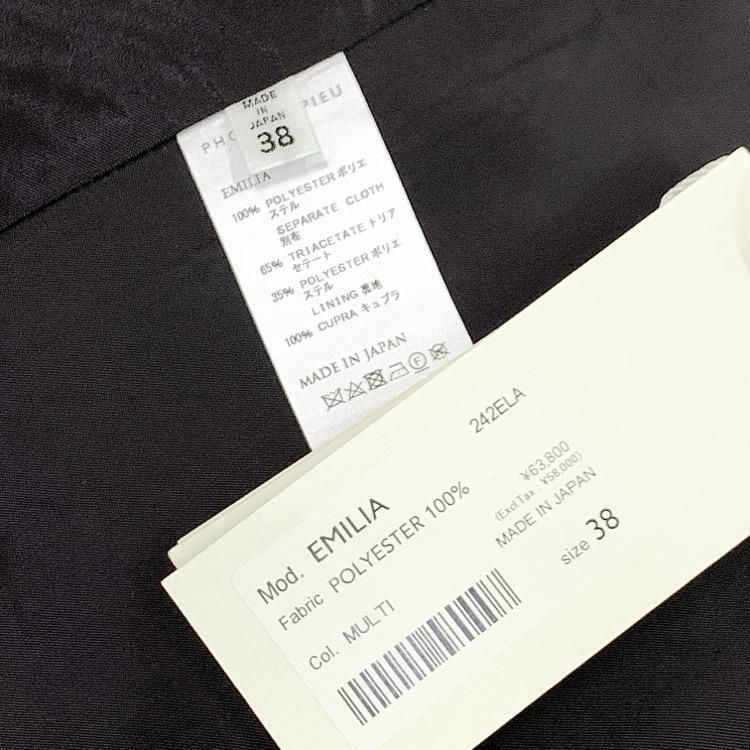 MADE
IN
JAPAN
38
PHO PIEU
EMILIA
100% POLYESTER ポリエ
ステル
SEPARATE CLOTH
別布
65% TRIACETATE トリア
セテート
35% POLYESTER ポリエ
ステル
LINING 裏地
100% CUPRA キュプラ
MADE IN JAPAN
242ELA
Mod. EMILIA
Fabric POLYESTER 100%
Col. MULTI
¥63,800
(Excl.Tax ¥58,000)
MADE IN JAPAN
size 38